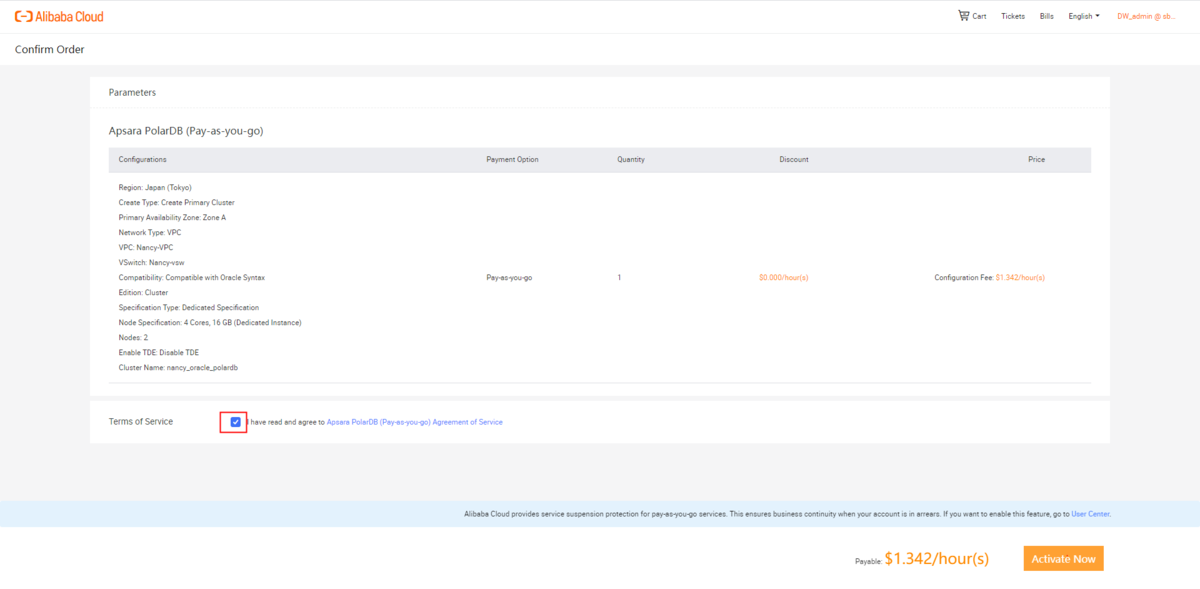 Alibaba Cloud
Cart Tickets Bills English DW_admin @ sb...
Confirm Order
Parameters
Apsara PolarDB (Pay-as-you-go)
Configurations Payment Option Quantity Discount Price
Region: Japan (Tokyo)
Create Type: Create Primary Cluster
Primary Availability Zone: Zone A
Network Type: VPC
VPC: Nancy-VPC
VSwitch: Nancy-vsw
Compatibility: Compatible with Oracle Syntax Pay-as-you-go 1 $0.000/hour(s) Configuration Fee: $1.342/hour(s)
Edition: Cluster
Specification Type: Dedicated Specification
Node Specification: 4 Cores, 16 GB (Dedicated Instance)
Nodes: 2
Enable TDE: Disable TDE
Cluster Name: nancy_oracle_polardb
Terms of Service I have read and agree to Apsara PolarDB (Pay-as-you-go) Agreement of Service
Alibaba Cloud provides service suspension protection for pay-as-you-go services. This ensures business continuity when your account is in arrears. If you want to enable this feature, go to User Center.
Payable: $1.342/hour(s) Activate Now